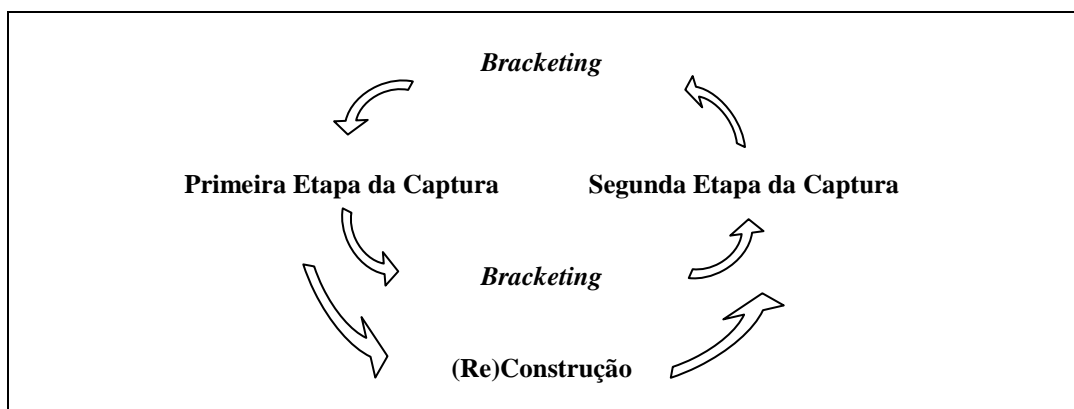 Bracketing
Primeira Etapa da Captura Segunda Etapa da Captura
Bracketing
(Re)Construção